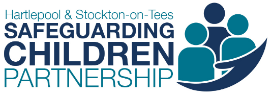 Hartlepool & Stockton-on-Tees
SAFEGUARDING
CHILDREN
PARTNERSHIP